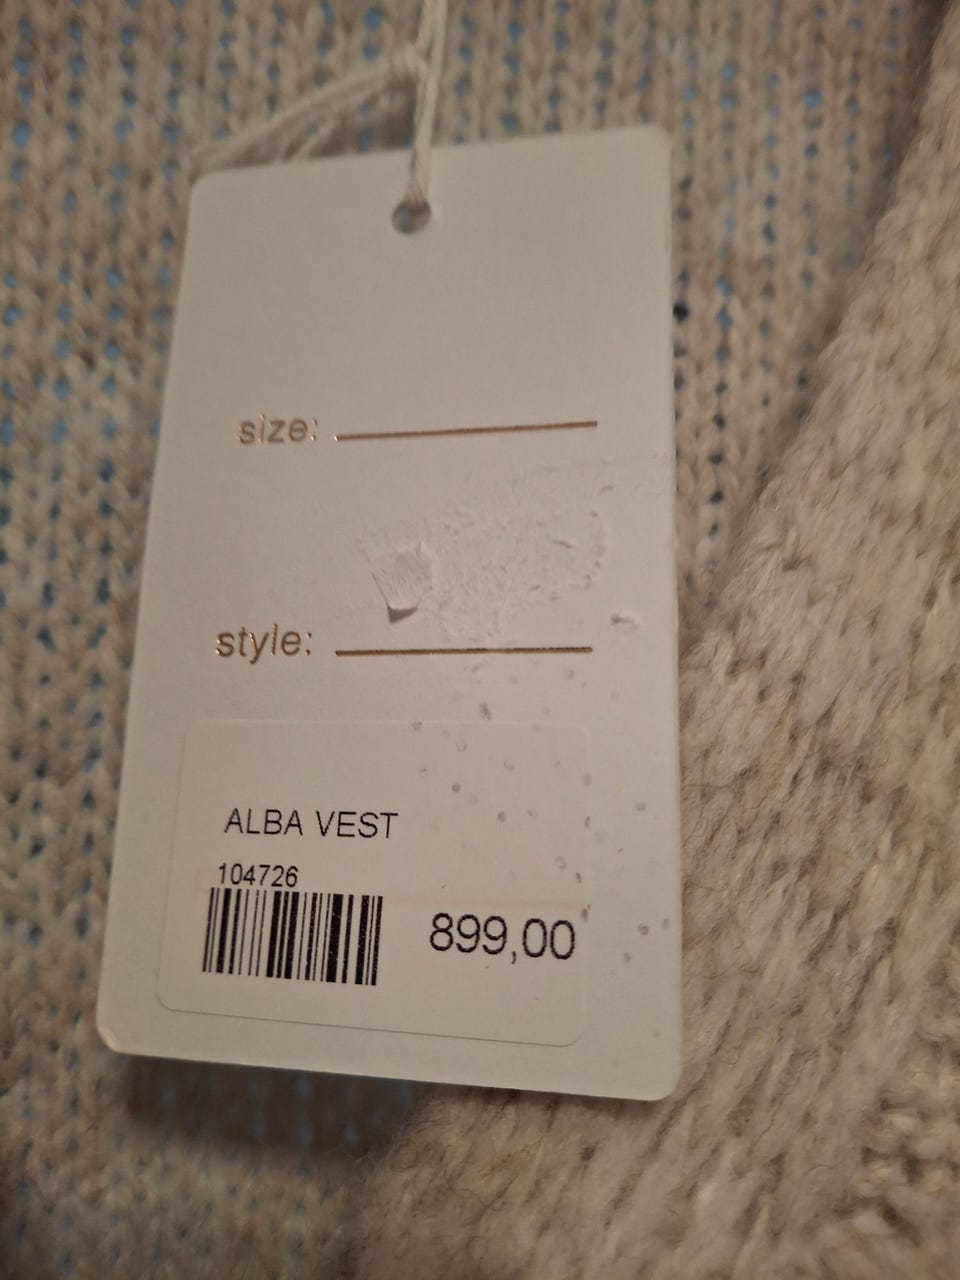 size:
style:
ALBA VEST
104726
899,00